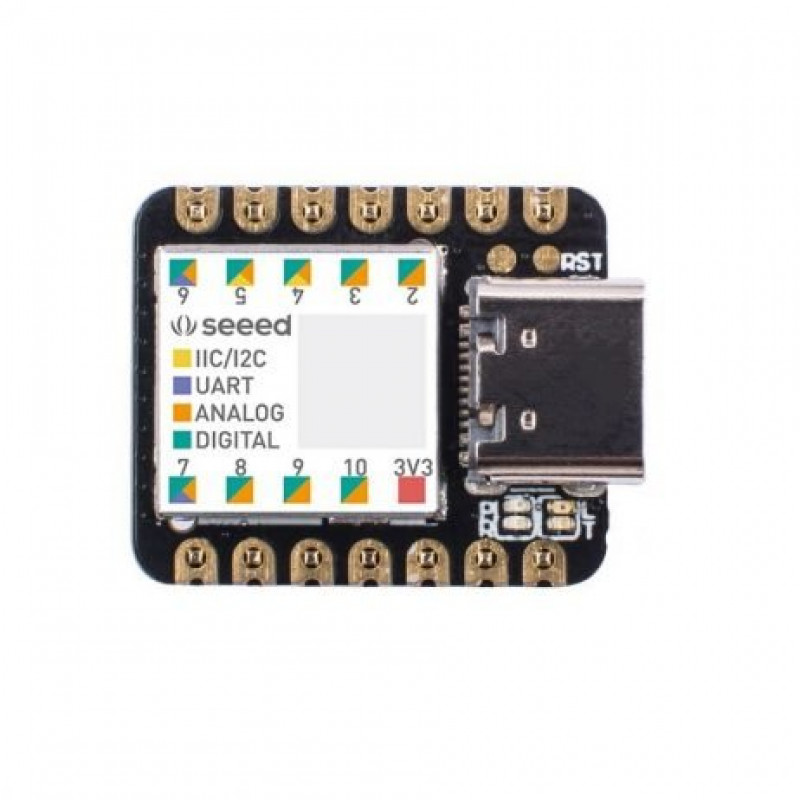 RST
6 5 4 3 2
seeed
IIC/I2C
UART
ANALOG
DIGITAL
7 8 9 10 3V3
P L
R T